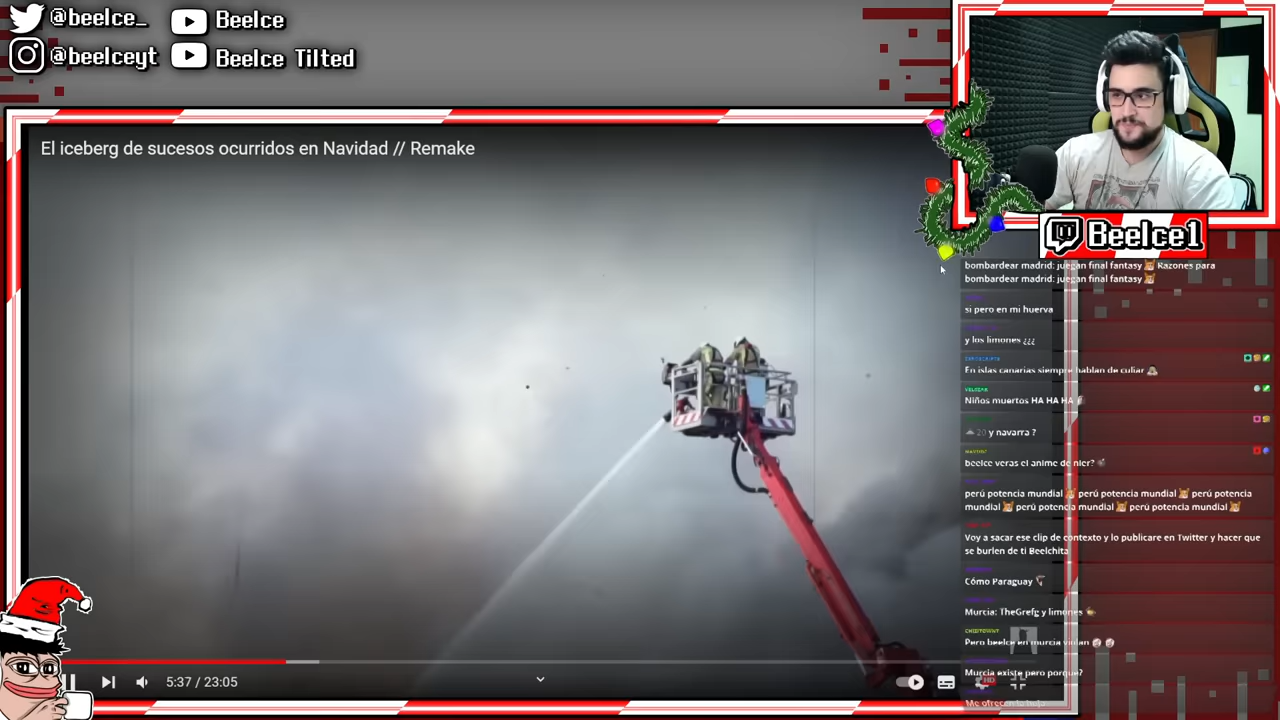 @beelce_
Beelce
@beelceyt
Beelce Tilted
El iceberg de sucesos ocurridos en Navidad // Remake
Beelce1
bombardear madrid: juegan final fantasy Razones para
bombardear madrid: juegan final fantasy
si pero en mi huerva
y los limones ¿¿¿
En islas canarias siempre hablan de culiar
Niños muertos HA HA HA
20 y navarra ?
beelce veras el anime de nier?
perú potencia mundial perú potencia mundial perú potencia
mundial perú potencia mundial perú potencia mundial
Voy a sacar ese clip de contexto y lo publicare en Twitter y hacer que
se burlen de ti Beelchita
Cómo Paraguay
Murcia: TheGrefg y limones
Pero beelce en murcia violan
Murcia existe pero porque?
5:37 / 23:05
HD